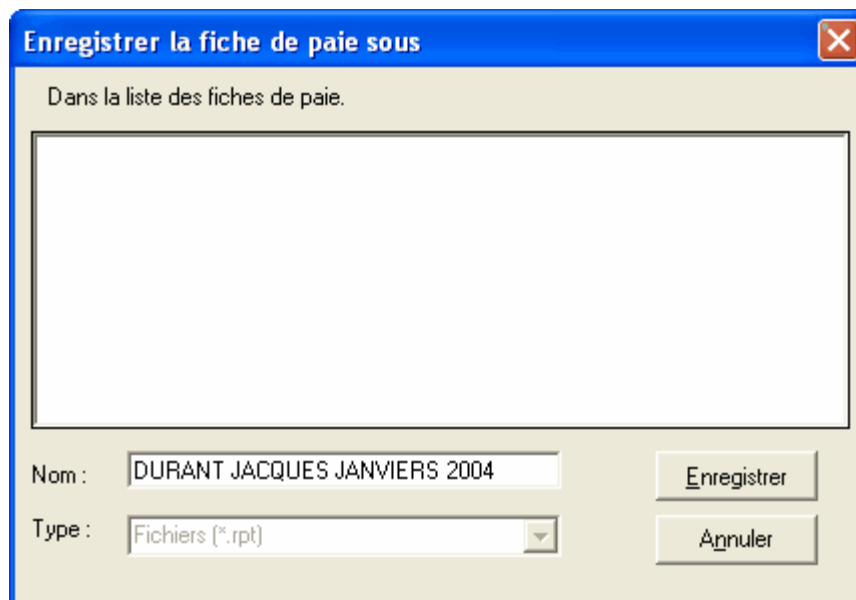 Enregistrer la fiche de paie sous
Dans la liste des fiches de paie.
Nom : DURANT JACQUES JANVIERS 2004 Enregistrer
Type : Fichiers (*.rpt) Annuler